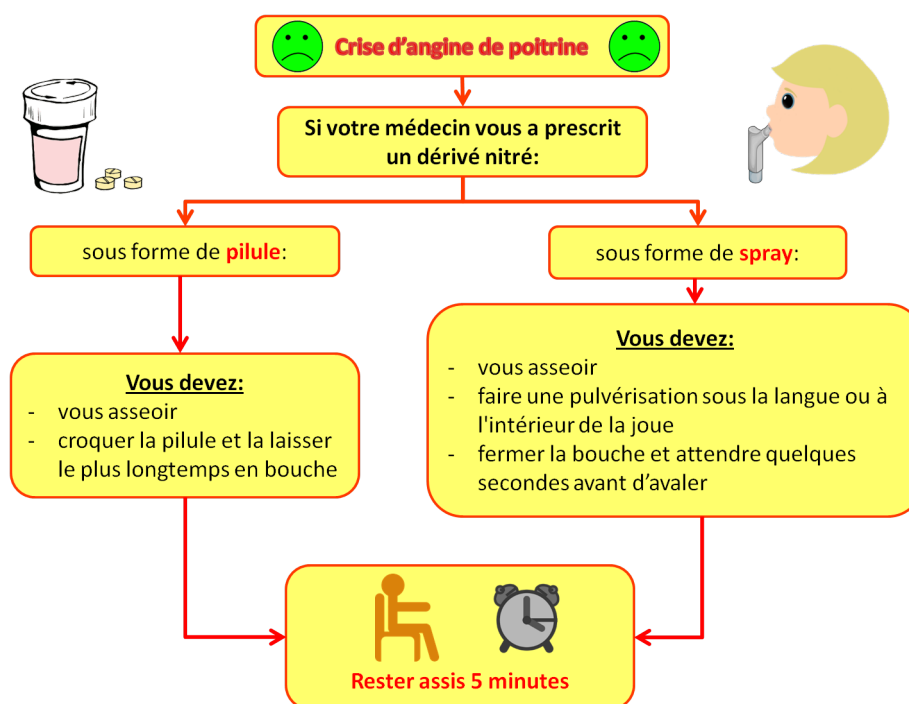 Crise d'angine de poitrine
Si votre médecin vous a prescrit
un dérivé nitré:
sous forme de pilule:
sous forme de spray:
Vous devez:
- vous asseoir
- croquer la pilule et la laisser
le plus longtemps en bouche
Vous devez:
- vous asseoir
- faire une pulvérisation sous la langue ou à
l'intérieur de la joue
- fermer la bouche et attendre quelques
secondes avant d'avaler
Rester assis 5 minutes